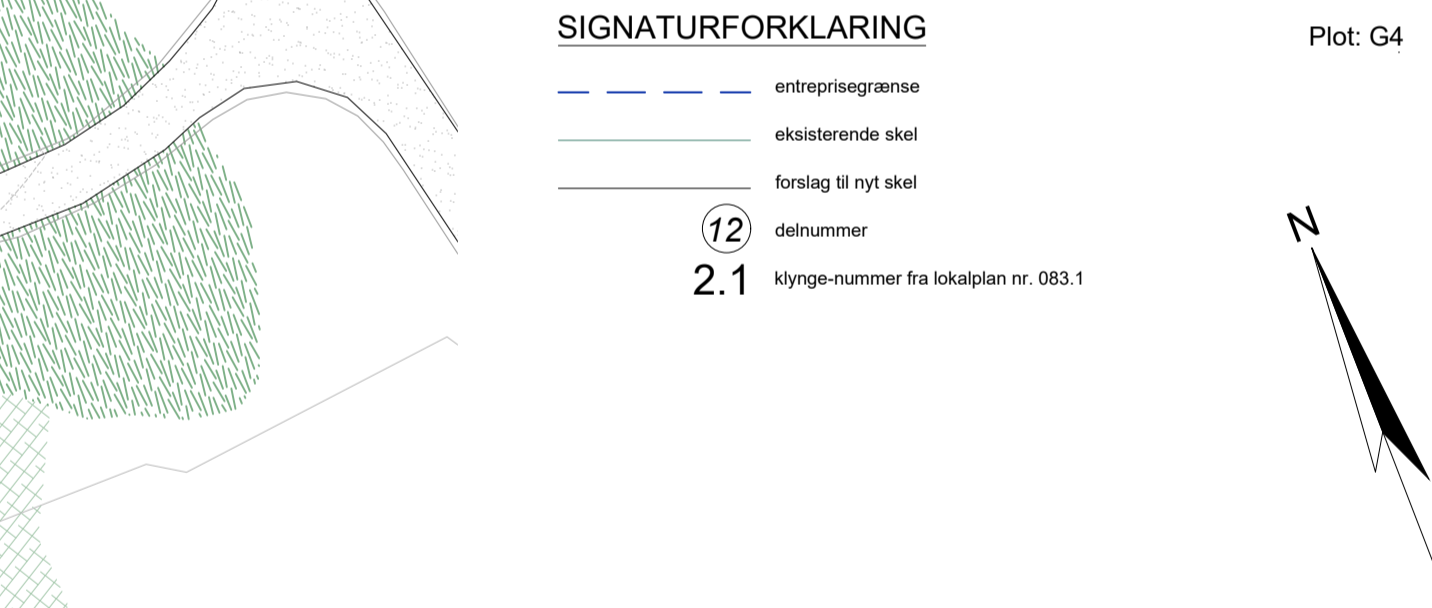 SIGNATURFORKLARING
Plot: G4
entreprisegrænse
eksisterende skel
forslag til nyt skel
12 delnummer
2.1 klynge-nummer fra lokalplan nr. 083.1
N